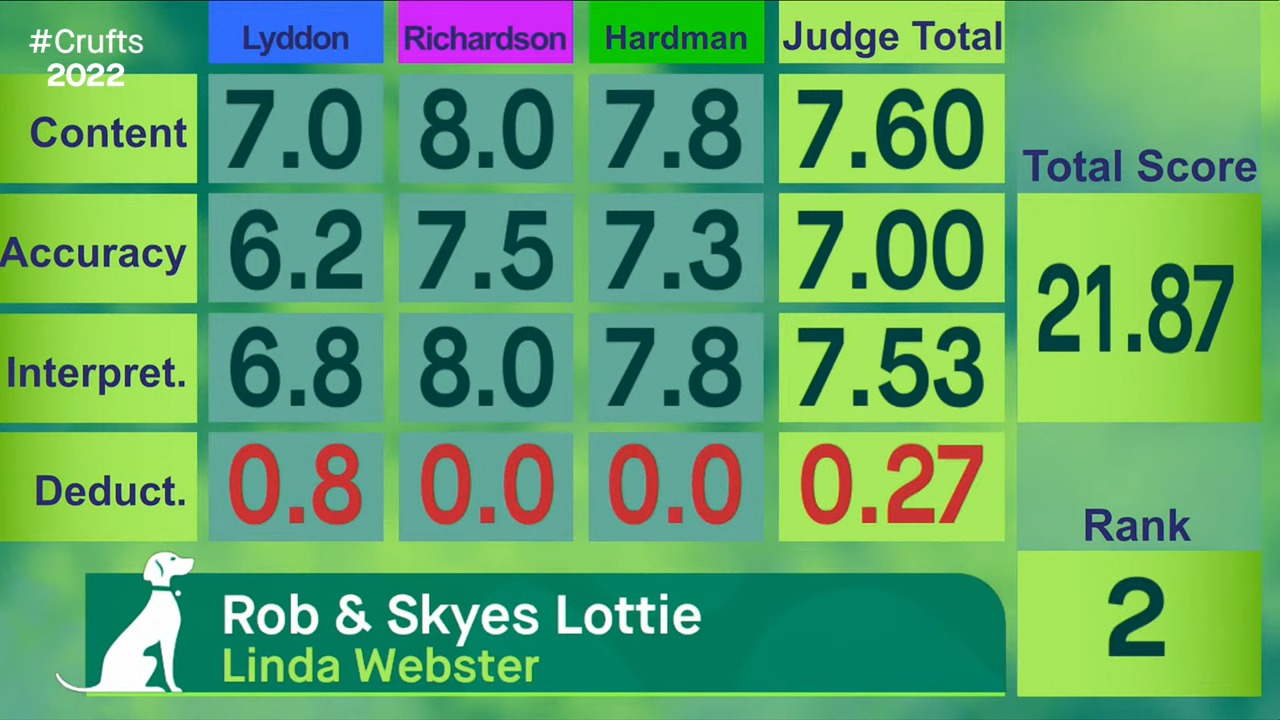 #Crufts
2022
Lyddon Richardson Hardman Judge Total
Content 7.0 8.0 7.8 7.60
Accuracy 6.2 7.5 7.3 7.00
Interpret. 6.8 8.0 7.8 7.53
Deduct. 0.8 0.0 0.0 0.27
Total Score
21.87
Rank
2
Rob & Skyes Lottie
Linda Webster